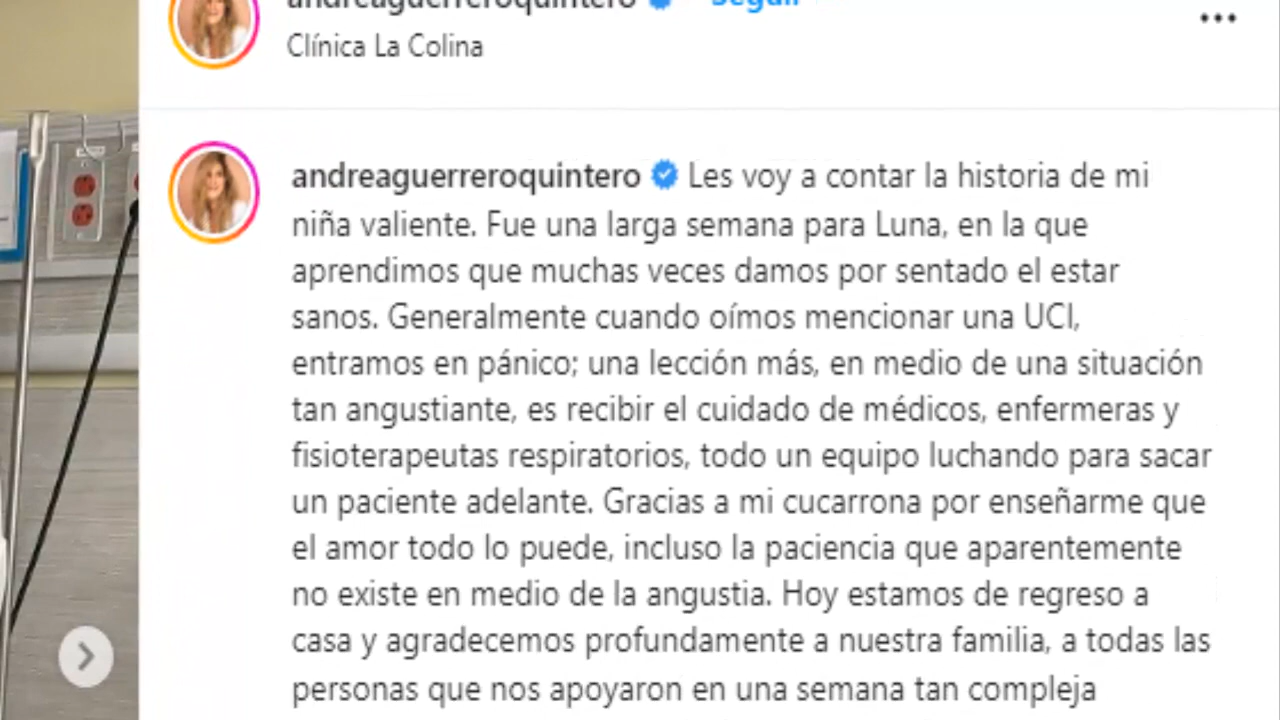 andreaguerreroquintero Seguir
Clínica La Colina
andreaguerreroquintero Les voy a contar la historia de mi
niña valiente. Fue una larga semana para Luna, en la que
aprendimos que muchas veces damos por sentado el estar
sanos. Generalmente cuando oímos mencionar una UCI,
entramos en pánico; una lección más, en medio de una situación
tan angustiante, es recibir el cuidado de médicos, enfermeras y
fisioterapeutas respiratorios, todo un equipo luchando para sacar
un paciente adelante. Gracias a mi cucarrona por enseñarme que
el amor todo lo puede, incluso la paciencia que aparentemente
no existe en medio de la angustia. Hoy estamos de regreso a
casa y agradecemos profundamente a nuestra familia, a todas las
personas que nos apoyaron en una semana tan compleja